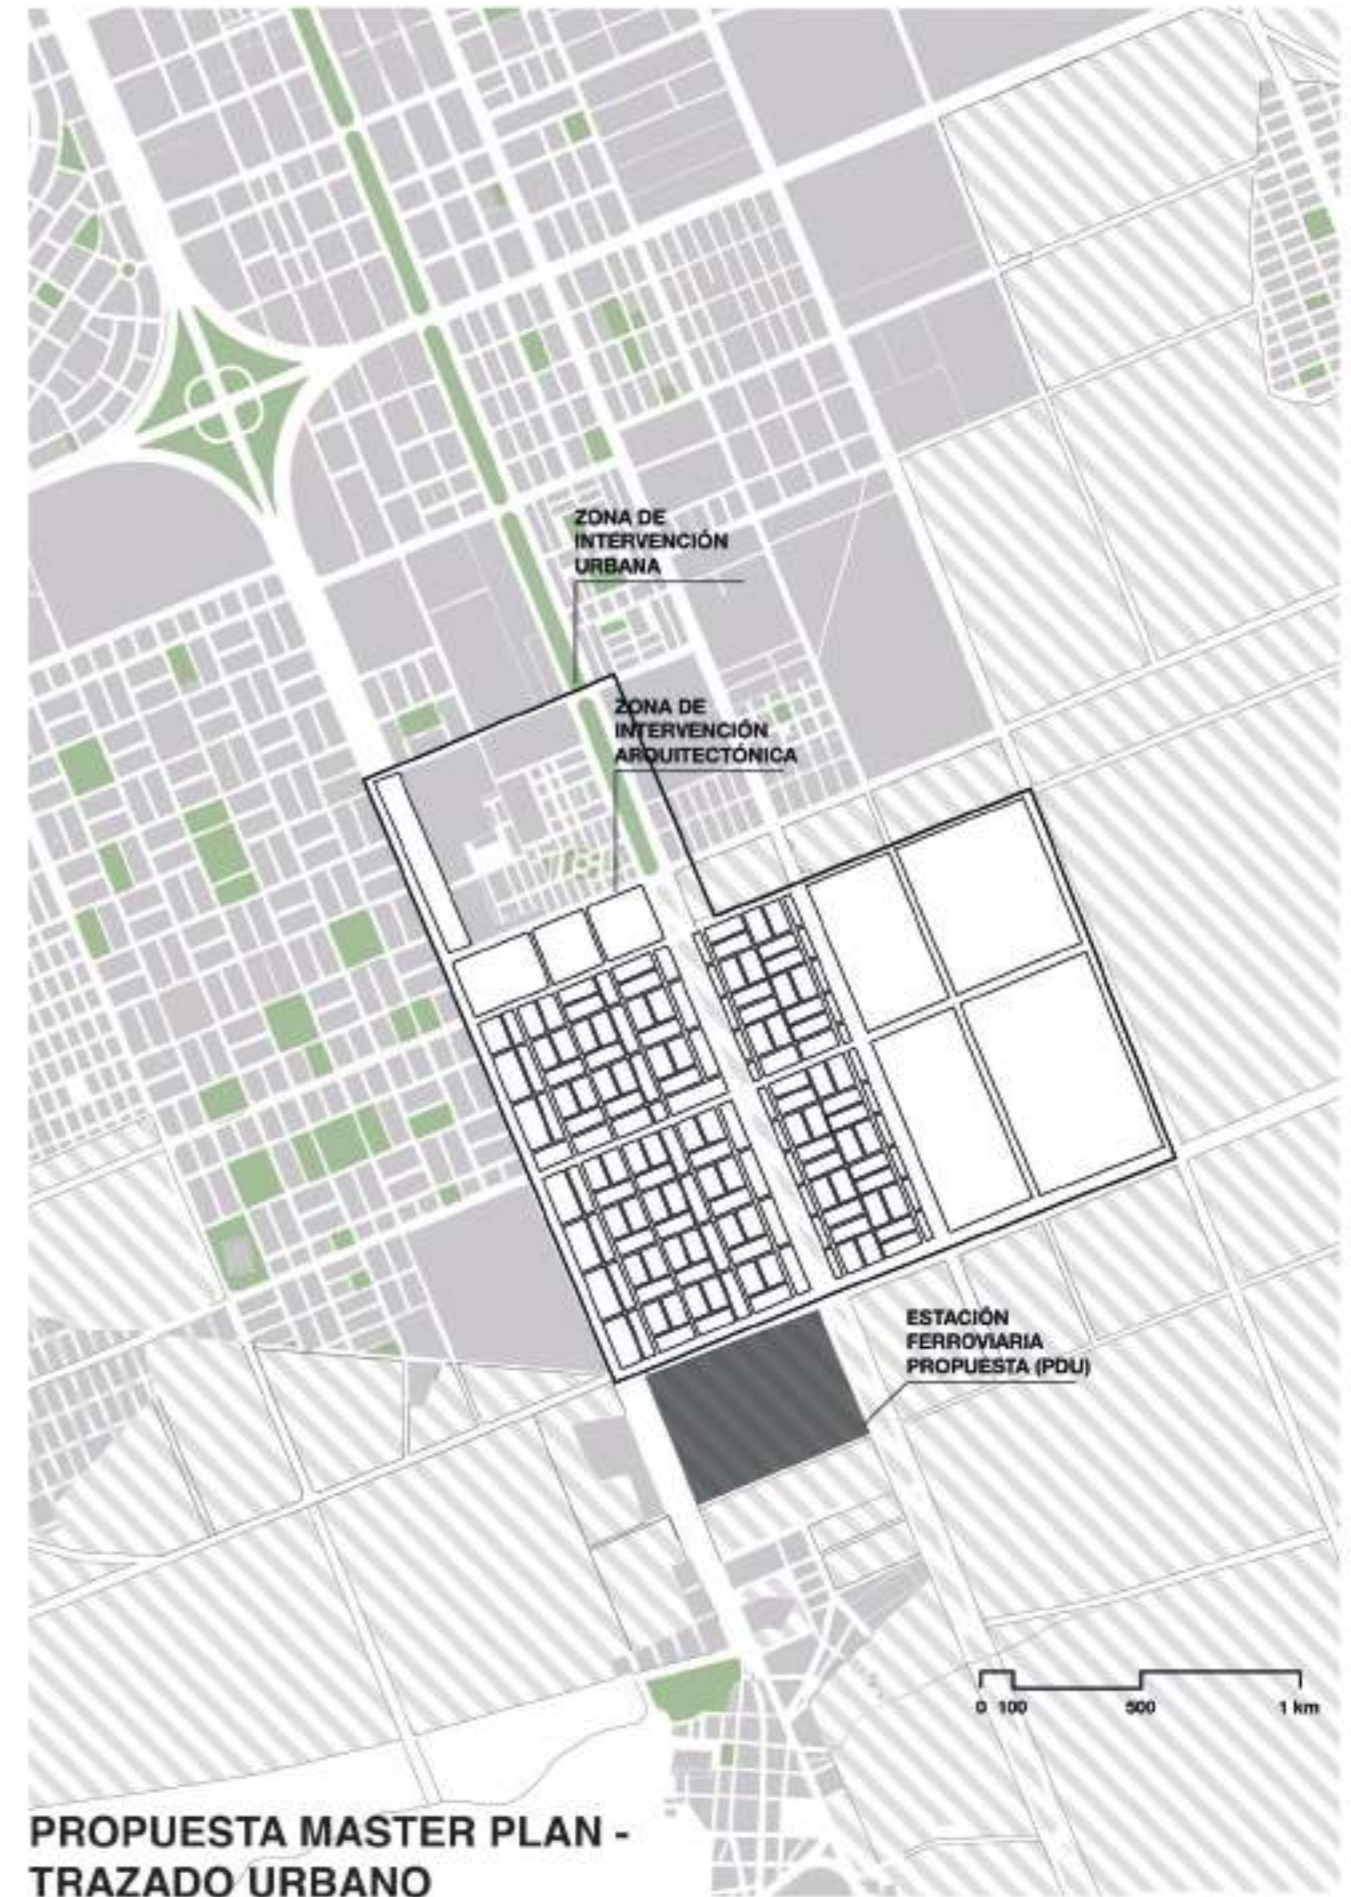 ZONA DE
INTERVENCIÓN
URBANA
ZONA DE
INTERVENCIÓN
ARQUITECTÓNICA
ESTACIÓN
FERROVIARIA
PROPUESTA (PDU)
0 100 500 1 km
PROPUESTA MASTER PLAN -
TRAZADO URBANO